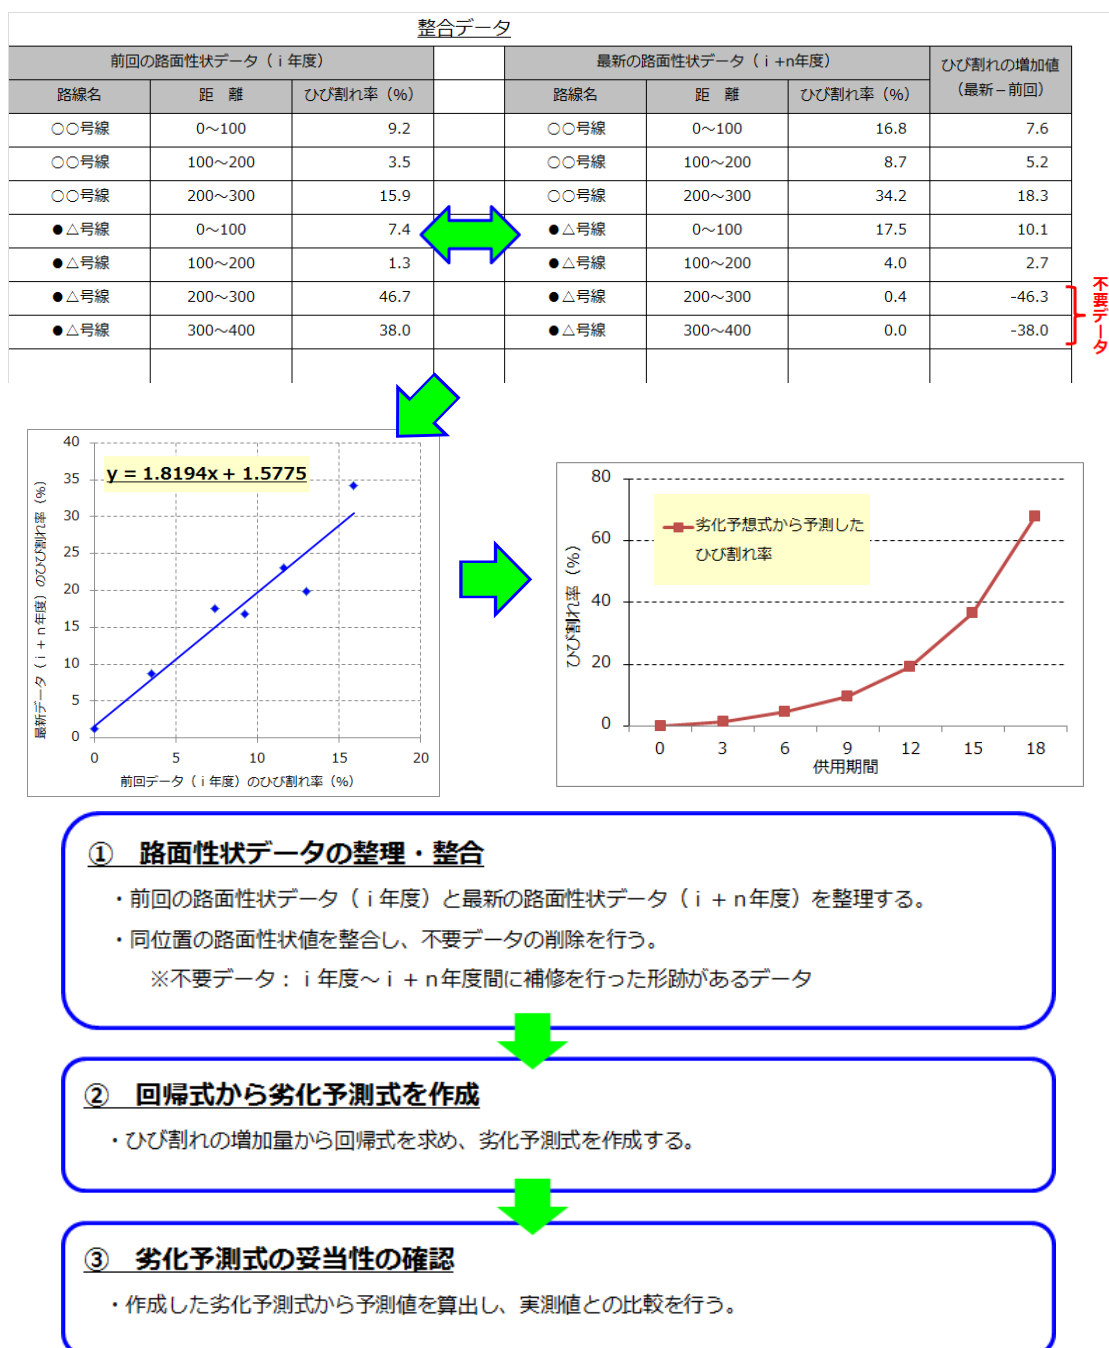 整合データ
前回の路面性状データ（ｉ年度） 最新の路面性状データ（ｉ+n年度） ひび割れの増加値
（最新－前回）
路線名 距　離 ひび割れ率（%） 路線名 距　離 ひび割れ率（%）
○○号線 0～100 9.2 ○○号線 0～100 16.8 7.6
○○号線 100～200 3.5 ○○号線 100～200 8.7 5.2
○○号線 200～300 15.9 ○○号線 200～300 34.2 18.3
●△号線 0～100 7.4 ●△号線 0～100 17.5 10.1
●△号線 100～200 1.3 ●△号線 100～200 4.0 2.7
●△号線 200～300 46.7 ●△号線 200～300 0.4 -46.3
●△号線 300～400 38.0 ●△号線 300～400 0.0 -38.0
不要データ
最新データ（ｉ＋ｎ年度）のひび割れ率（%）
40
35
30
25
20
15
10
5
0
y = 1.8194x + 1.5775
0 5 10 15 20
前回データ（ｉ年度）のひび割れ率（%）
ひび割れ率（%）
80
60
40
20
0
劣化予想式から予測した
ひび割れ率
0 3 6 9 12 15 18
供用期間
①　路面性状データの整理・整合
・前回の路面性状データ（ｉ年度）と最新の路面性状データ（ｉ＋ｎ年度）を整理する。
・同位置の路面性状値を整合し、不要データの削除を行う。
※不要データ：ｉ年度～ｉ＋ｎ年度間に補修を行った形跡があるデータ
②　回帰式から劣化予測式を作成
・ひび割れの増加量から回帰式を求め、劣化予測式を作成する。
③　劣化予測式の妥当性の確認
・作成した劣化予測式から予測値を算出し、実測値との比較を行う。